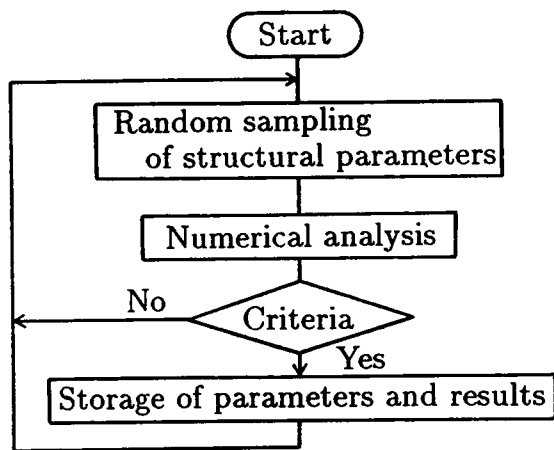 Start
Random sampling
of structural parameters
Numerical analysis
No
Criteria
Yes
Storage of parameters and results